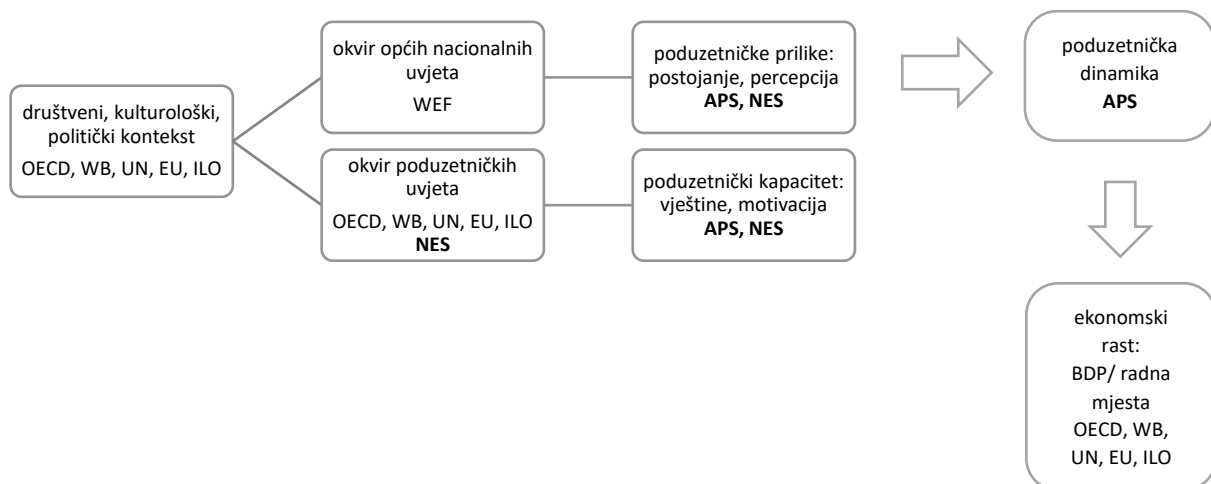 društveni, kulturološki,
politički kontekst
OECD, WB, UN, EU, ILO
okvir općih nacionalnih
uvjeta
WEF
okvir poduzetničkih
uvjeta
OECD, WB, UN, EU, ILO
NES
poduzetničke prilike:
postojanje, percepcija
APS, NES
poduzetnički kapacitet:
vještine, motivacija
APS, NES
poduzetnička
dinamika
APS
ekonomski
rast:
BDP/ radna
mjesta
OECD, WB,
UN, EU, ILO